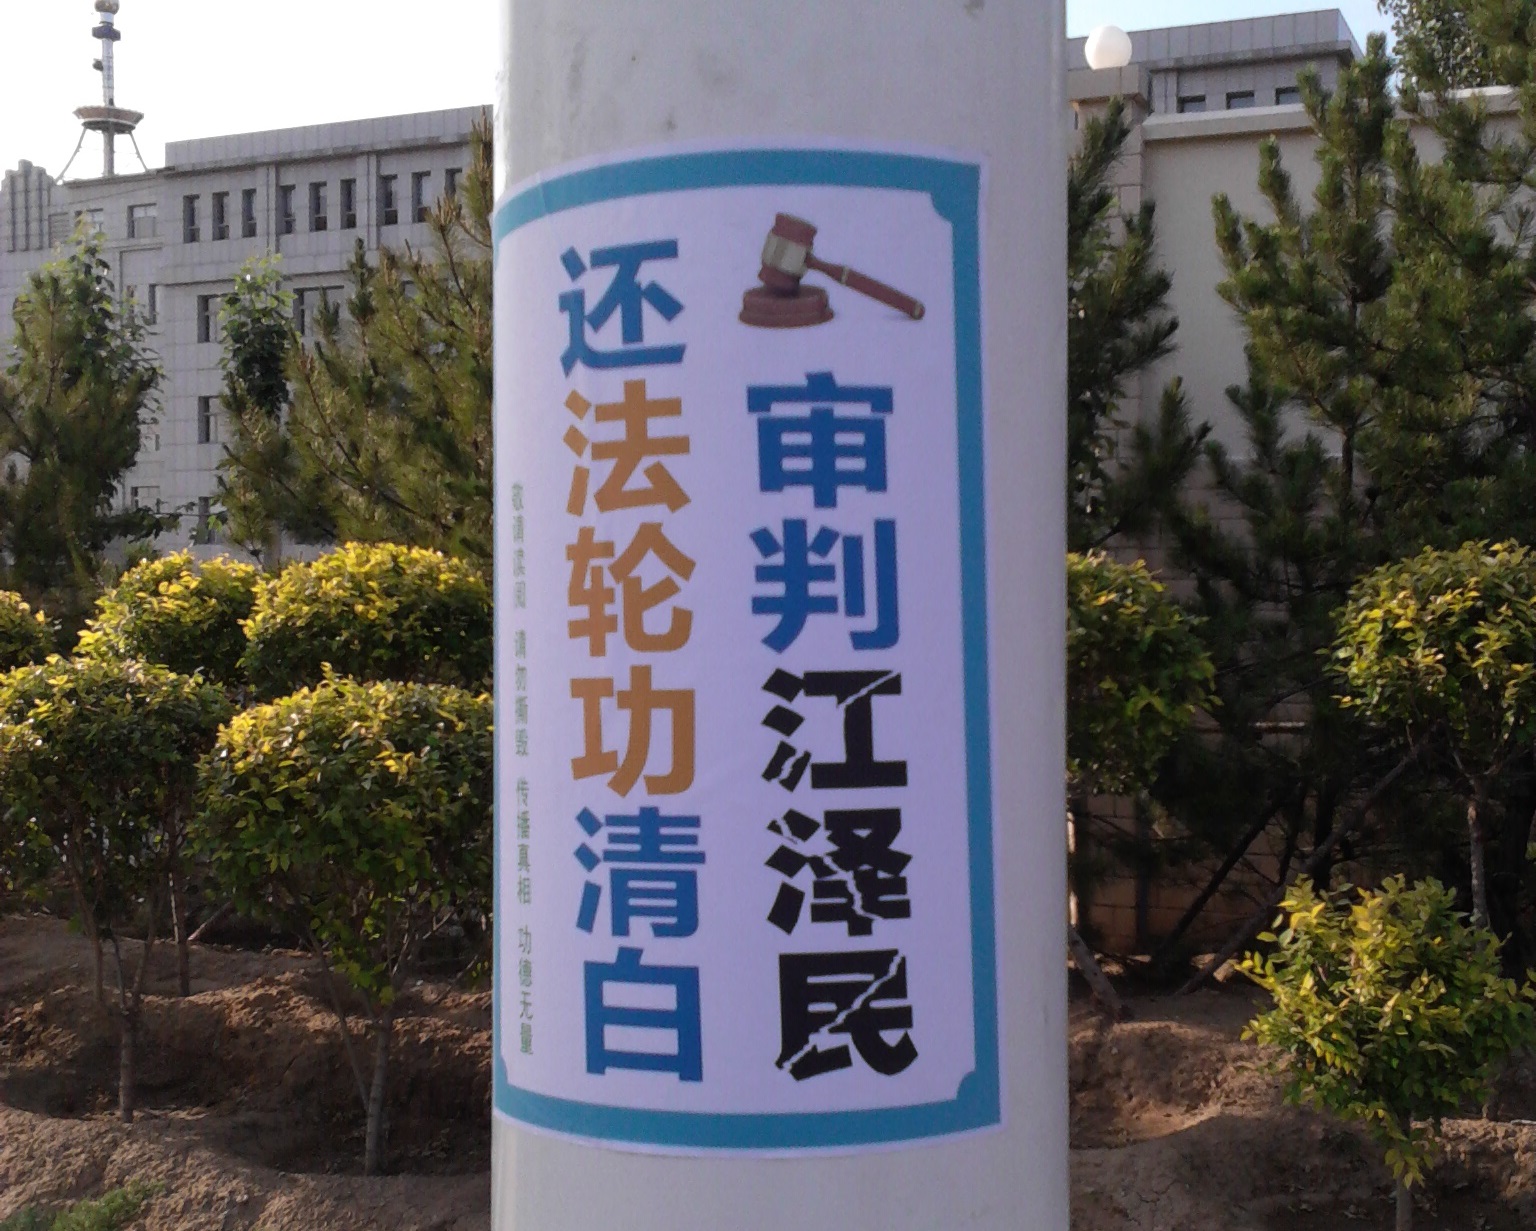 审判江泽民
还法轮功清白
敬请读阅 请勿撕毁 传播真相 功德无量